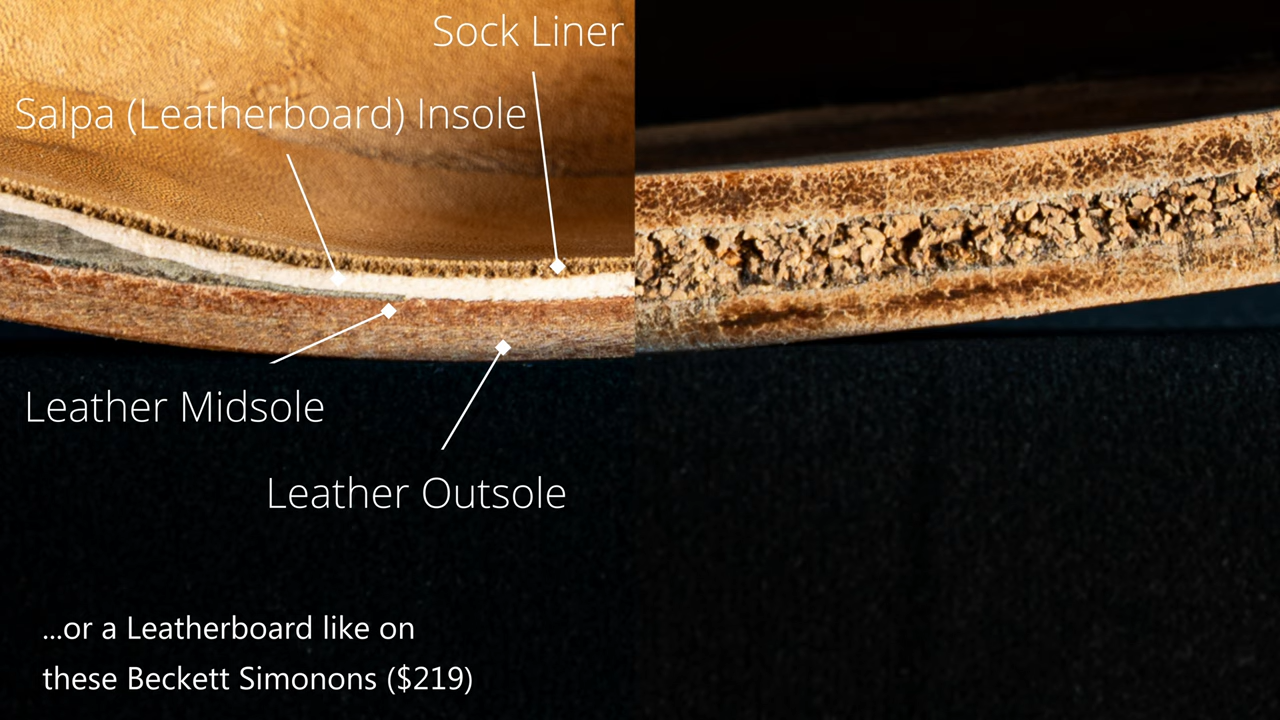 Sock Liner
Salpa (Leatherboard) Insole
Leather Midsole
Leather Outsole
...or a Leatherboard like on
these Beckett Simonons ($219)